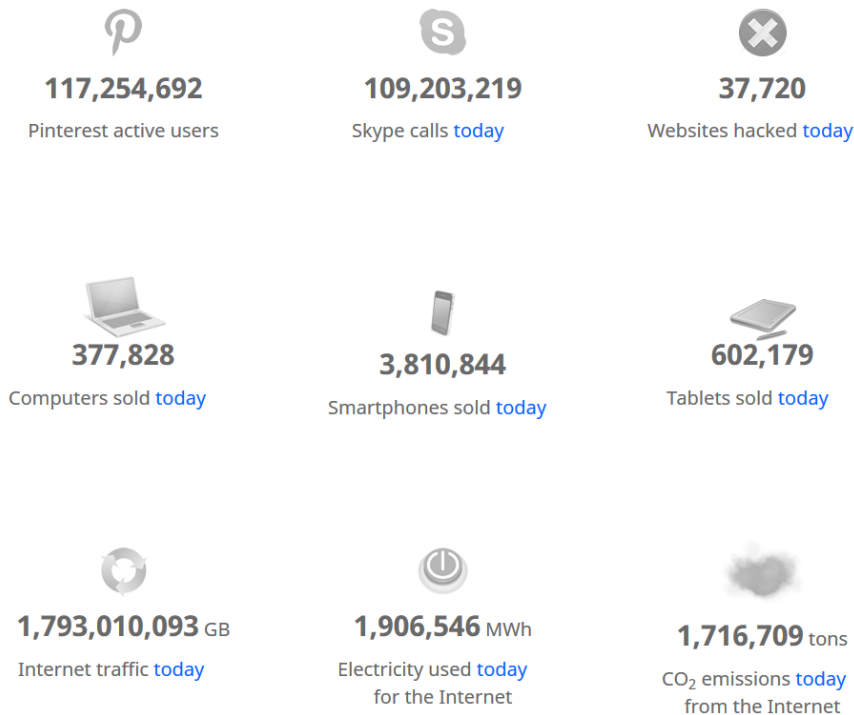 117,254,692
Pinterest active users
109,203,219
Skype calls today
37,720
Websites hacked today
377,828
Computers sold today
3,810,844
Smartphones sold today
602,179
Tablets sold today
1,793,010,093 GB
Internet traffic today
1,906,546 MWh
Electricity used today
for the Internet
1,716,709 tons
CO₂ emissions today
from the Internet